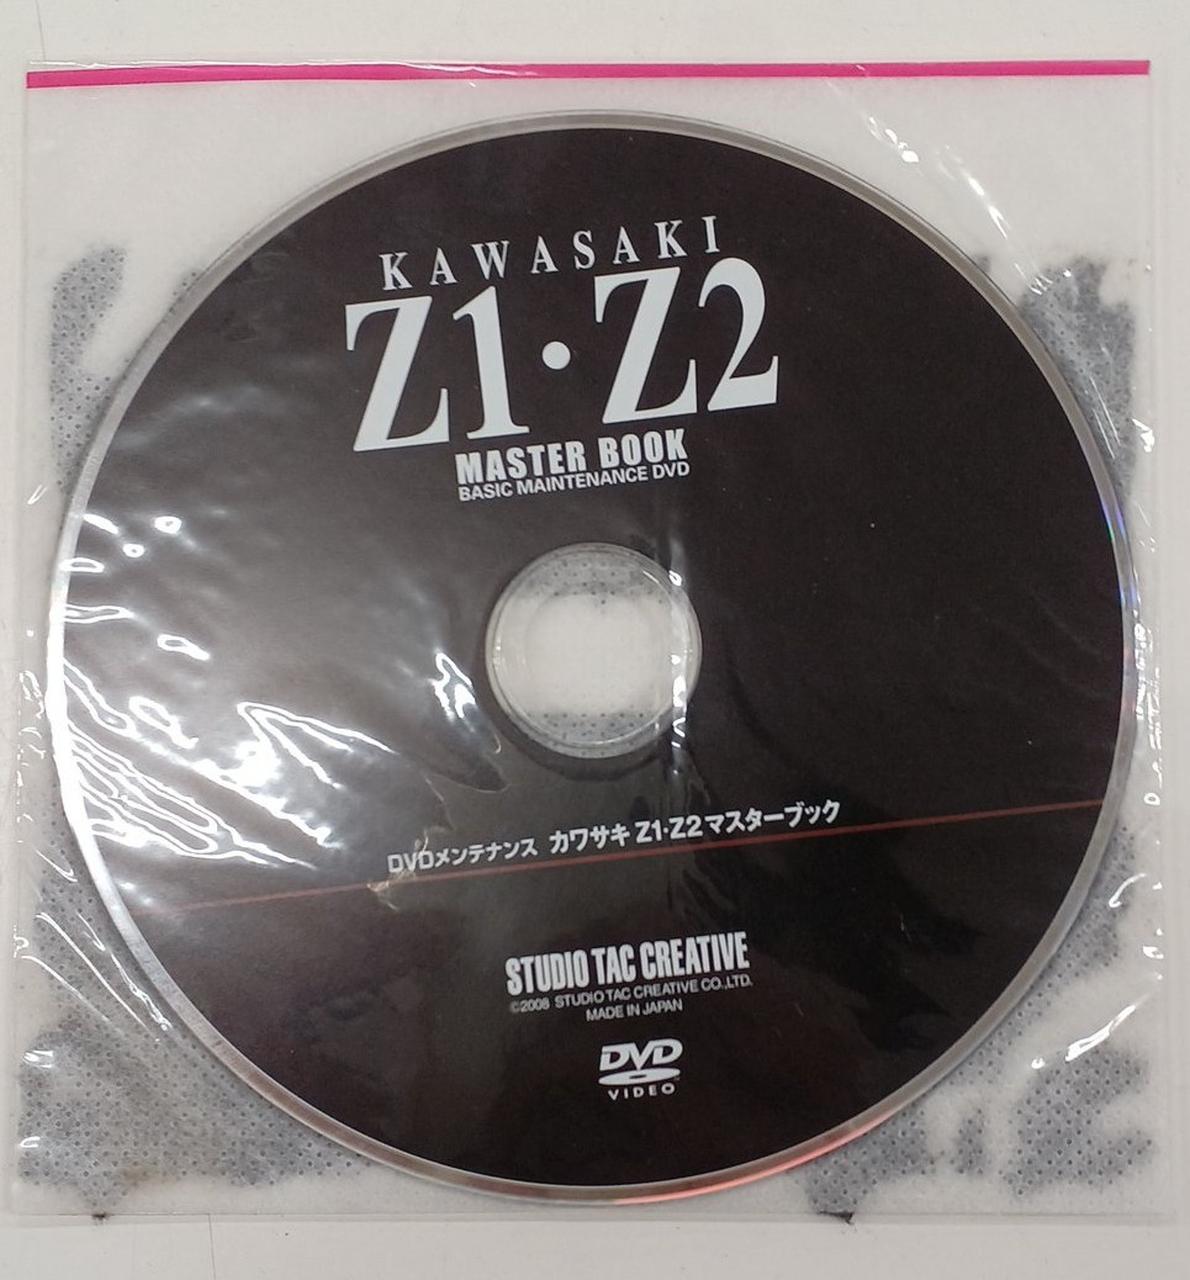 KAWASAKI
Z1・Z2
MASTER BOOK
BASIC MAINTENANCE DVD
DVDメンテナンス カワサキ Z1・Z2マスターブック
STUDIO TAC CREATIVE
©2008 STUDIO TAC CREATIVE CO.,LTD.
MADE IN JAPAN
DVD
VIDEO